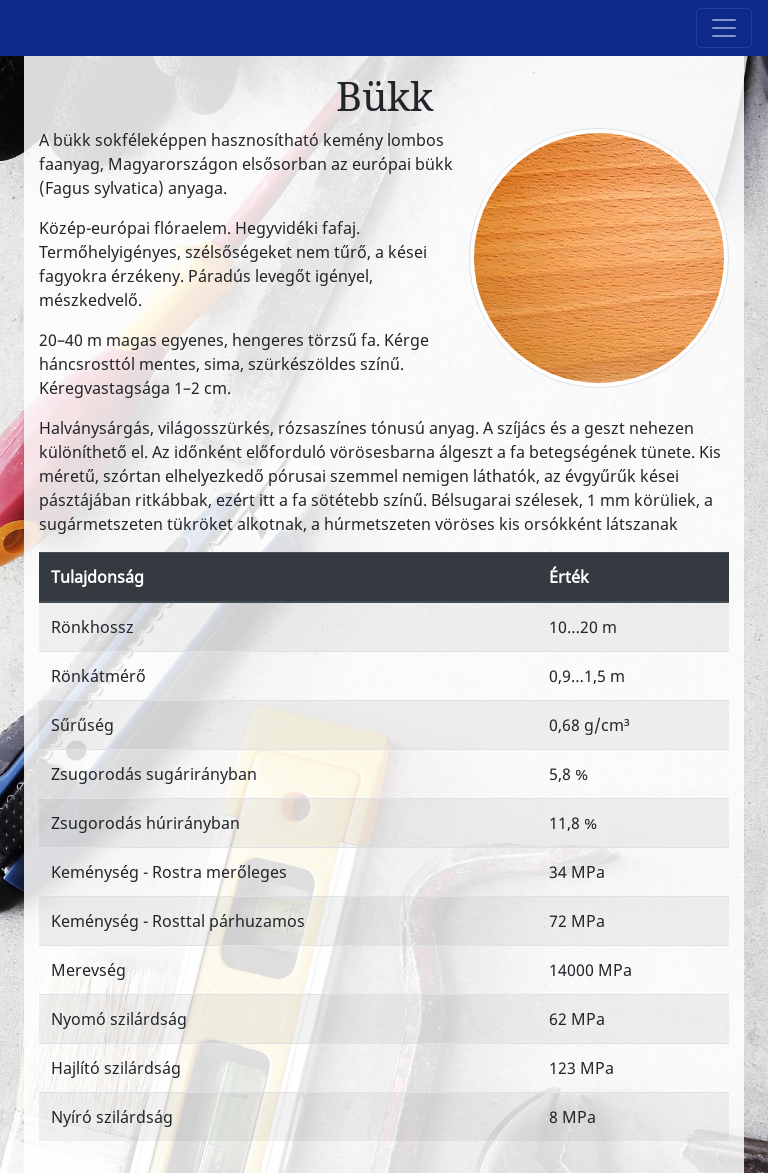 Bükk
A bükk sokféleképpen hasznosítható kemény lombos
faanyag, Magyarországon elsősorban az európai bükk
(Fagus sylvatica) anyaga.
Közép-európai flóraelem. Hegyvidéki fafaj.
Termőhelyigényes, szélsőségeket nem tűrő, a kései
fagyokra érzékeny. Páradús levegőt igényel,
mészkedvelő.
20–40 m magas egyenes, hengeres törzsű fa. Kérge
háncsrosttól mentes, sima, szürkészöldes színű.
Kéregvastagsága 1–2 cm.
Halványsárgás, világosszürkés, rózsaszínes tónusú anyag. A szíjács és a geszt nehezen
különíthető el. Az időnként előforduló vörösesbarna álgeszt a fa betegségének tünete. Kis
méretű, szórtan elhelyezkedő pórusai szemmel nemigen láthatók, az évgyűrűk kései
pásztájában ritkábbak, ezért itt a fa sötétebb színű. Bélsugarai szélesek, 1 mm körüliek, a
sugármetszeten tükröket alkotnak, a húrmetszeten vöröses kis orsókként látszanak
Tulajdonság Érték
Rönkhossz 10...20 m
Rönkátmérő 0,9...1,5 m
Sűrűség 0,68 g/cm³
Zsugorodás sugárirányban 5,8 %
Zsugorodás húrirányban 11,8 %
Keménység - Rostra merőleges 34 MPa
Keménység - Rosttal párhuzamos 72 MPa
Merevség 14000 MPa
Nyomó szilárdság 62 MPa
Hajlító szilárdság 123 MPa
Nyíró szilárdság 8 MPa